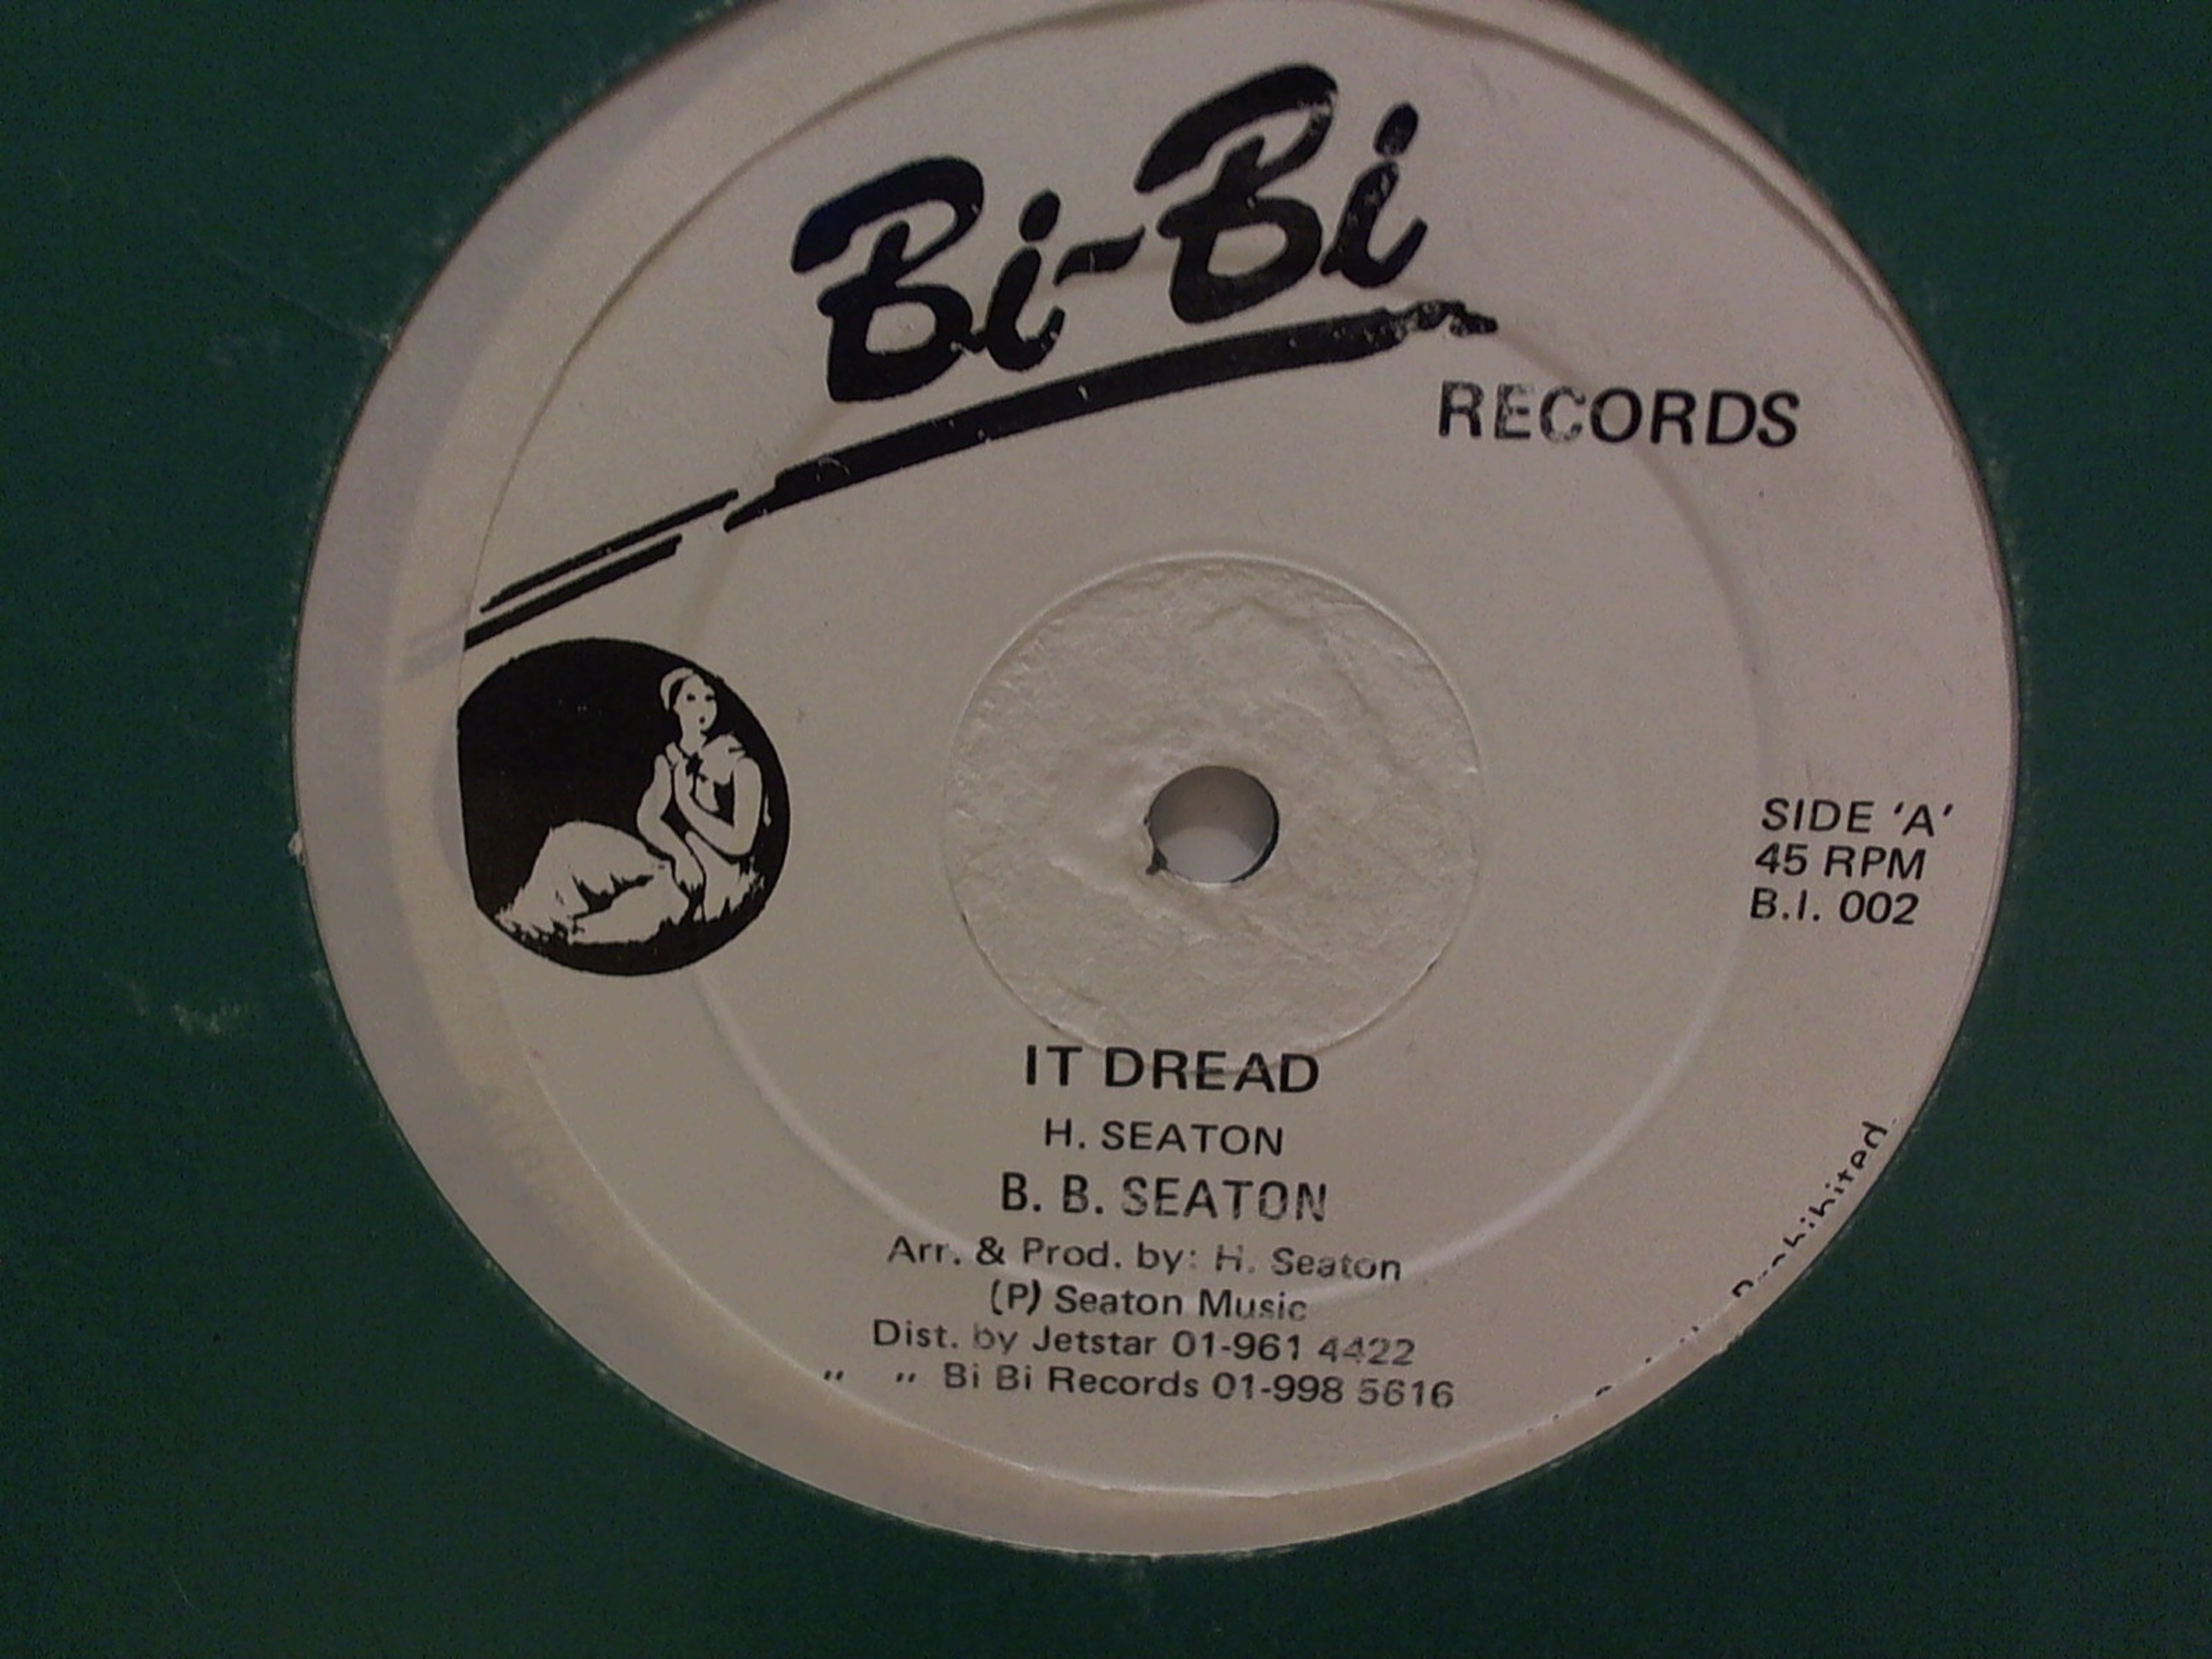 Bi-Bi
RECORDS
SIDE 'A'
45 RPM
B.I. 002
IT DREAD
H. SEATON
B. B. SEATON
Arr. & Prod. by: H. Seaton
(P) Seaton Music
Dist. by Jetstar 01-961 4422
" " Bi Bi Records 01-998 5616
Prohibited